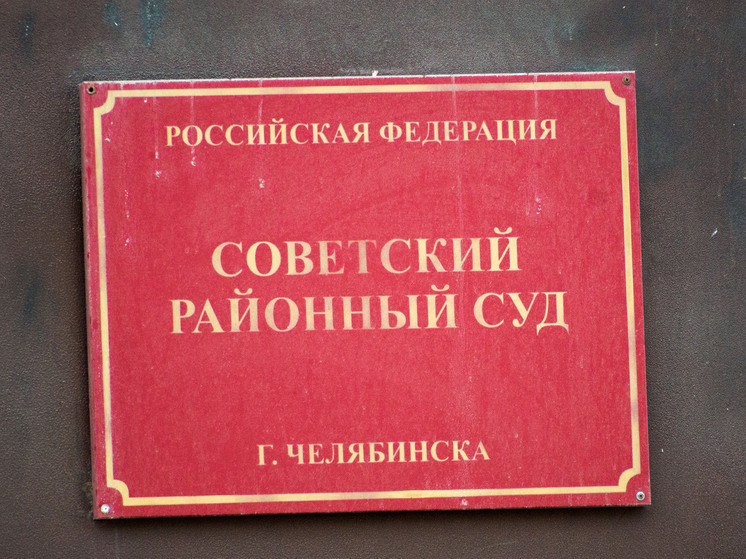 РОССИЙСКАЯ ФЕДЕРАЦИЯ
СОВЕТСКИЙ
РАЙОННЫЙ СУД
Г. ЧЕЛЯБИНСКА